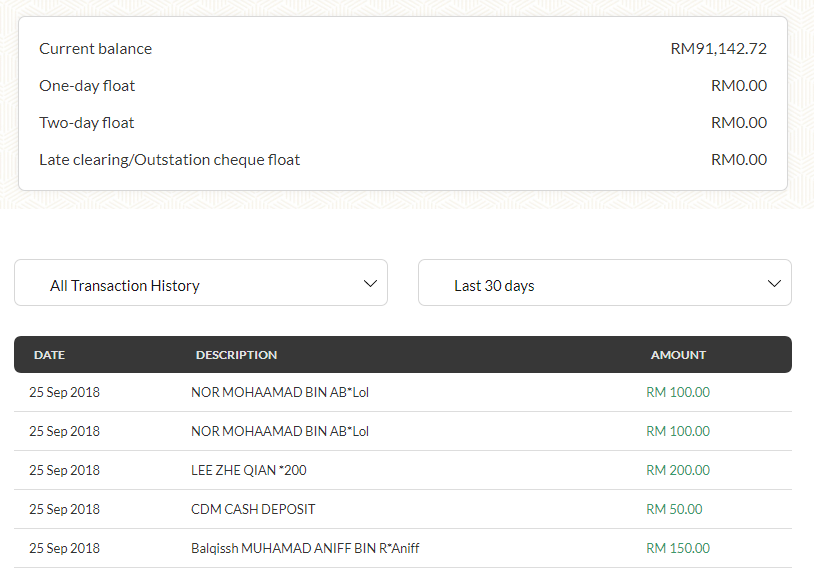 Current balance RM91,142.72
One-day float RM0.00
Two-day float RM0.00
Late clearing/Outstation cheque float RM0.00
All Transaction History Last 30 days
DATE DESCRIPTION AMOUNT
25 Sep 2018 NOR MOHAAMAD BIN AB*Lol RM 100.00
25 Sep 2018 NOR MOHAAMAD BIN AB*Lol RM 100.00
25 Sep 2018 LEE ZHE QIAN *200 RM 200.00
25 Sep 2018 CDM CASH DEPOSIT RM 50.00
25 Sep 2018 Balqissh MUHAMAD ANIFF BIN R*Aniff RM 150.00